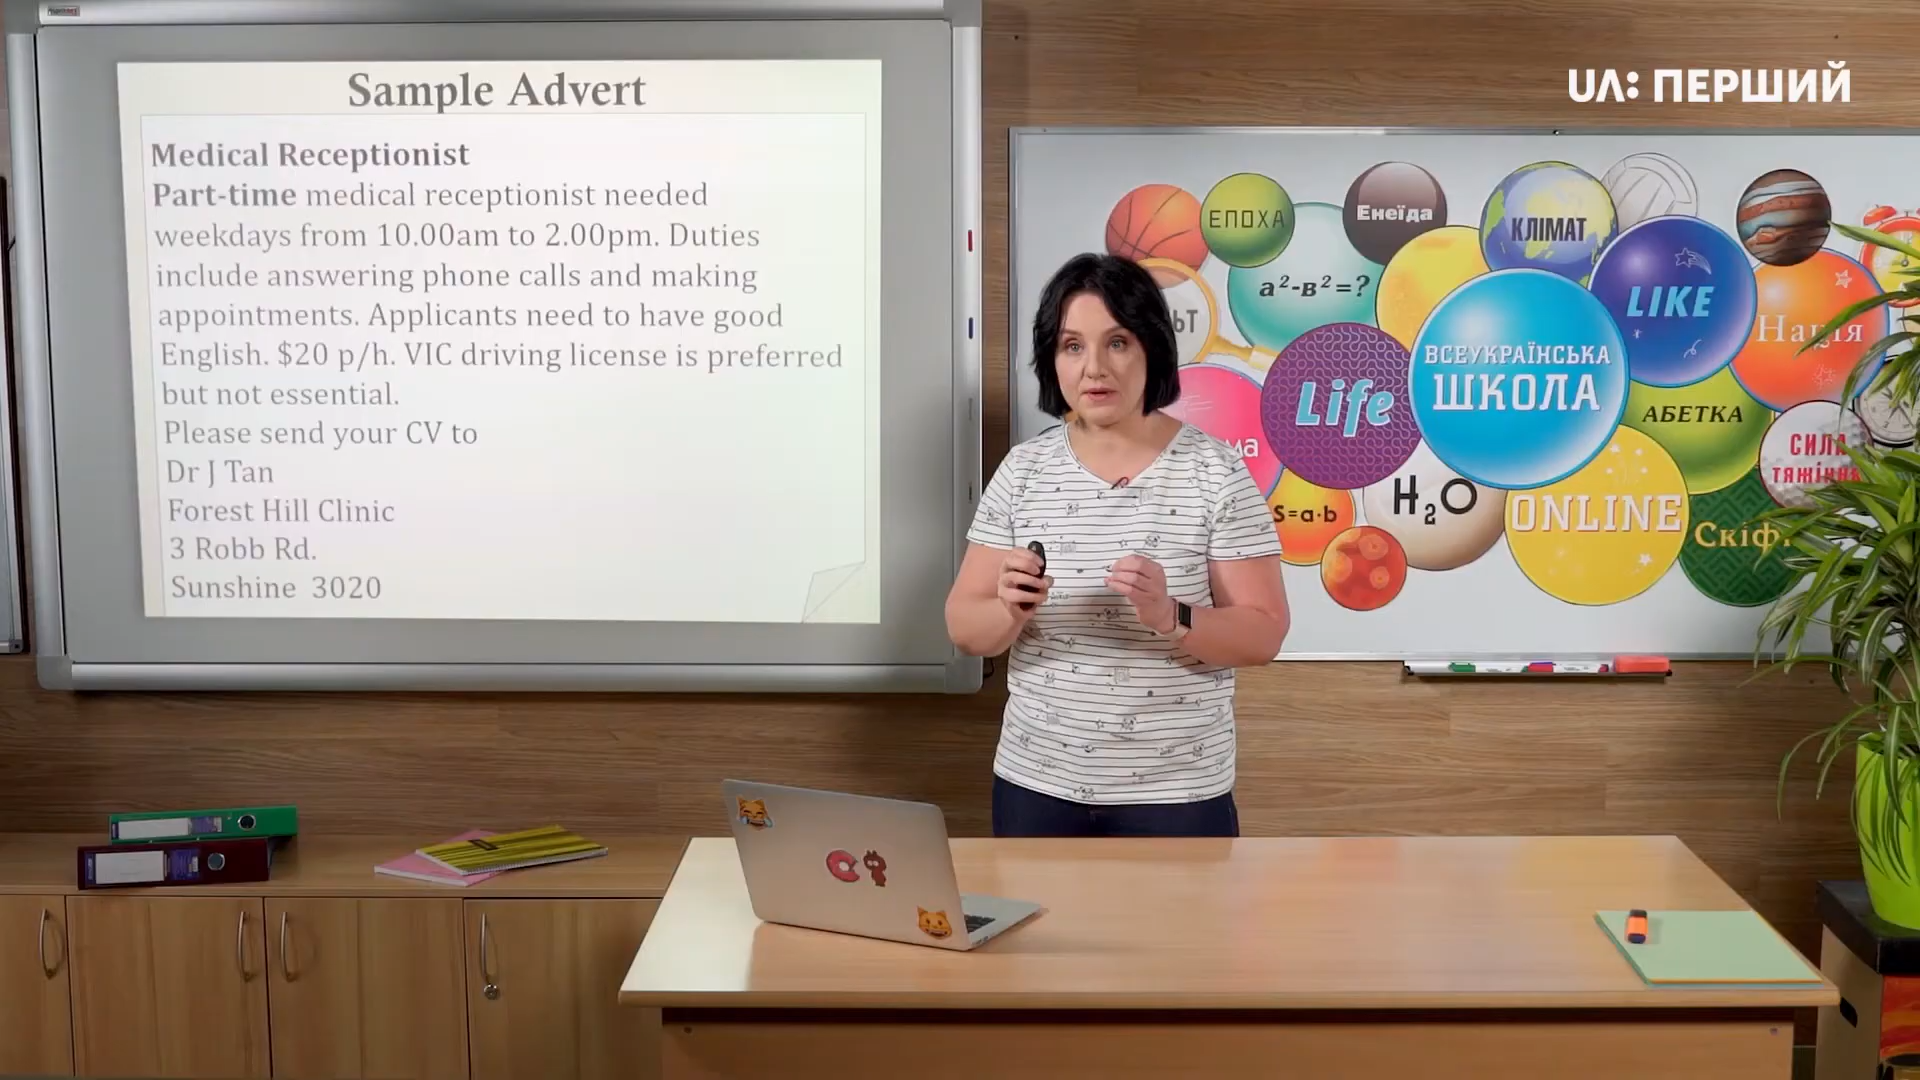 Sample Advert
Medical Receptionist
Part-time medical receptionist needed
weekdays from 10.00am to 2.00pm. Duties
include answering phone calls and making
appointments. Applicants need to have good
English. $20 p/h. VIC driving license is preferred
but not essential.
Please send your CV to
Dr J Tan
Forest Hill Clinic
3 Robb Rd.
Sunshine 3020
UA: ПЕРШИЙ
ЕПОХА
Енеїда
КЛІМАТ
a²-в²=?
LIKE
Нація
Life
ВСЕУКРАЇНСЬКА
ШКОЛА
АБЕТКА
СИЛА
ТЯЖІННЯ
H₂O
S=a·b
ONLINE